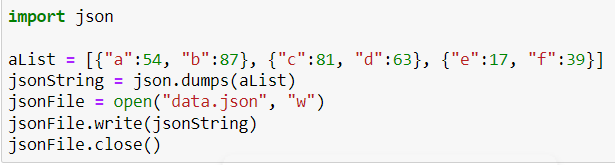 import json
aList = [{"a":54, "b":87}, {"c":81, "d":63}, {"e":17, "f":39}]
jsonString = json.dumps(aList)
jsonFile = open("data.json", "w")
jsonFile.write(jsonString)
jsonFile.close()